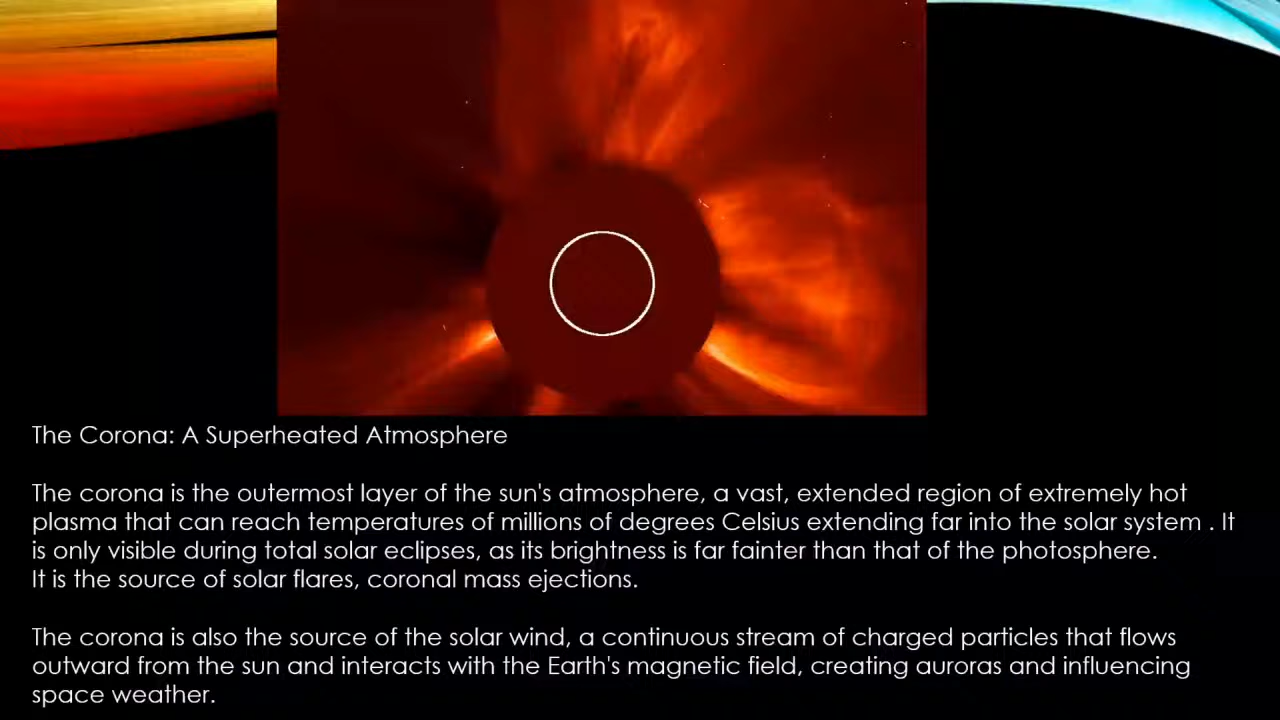 The Corona: A Superheated Atmosphere
The corona is the outermost layer of the sun's atmosphere, a vast, extended region of extremely hot
plasma that can reach temperatures of millions of degrees Celsius extending far into the solar system . It
is only visible during total solar eclipses, as its brightness is far fainter than that of the photosphere.
It is the source of solar flares, coronal mass ejections.
The corona is also the source of the solar wind, a continuous stream of charged particles that flows
outward from the sun and interacts with the Earth's magnetic field, creating auroras and influencing
space weather.